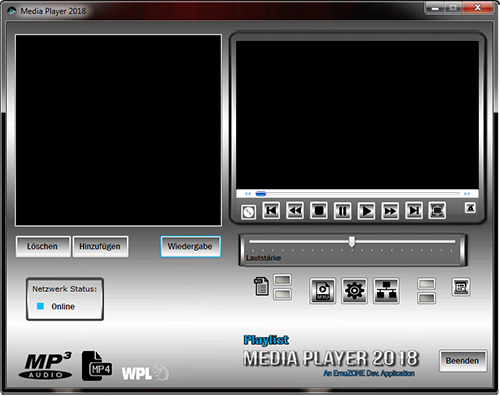 Media Player 2018
Löschen
Hinzufügen
Wiedergabe
Lautstärke
Netzwerk Status:
Online
MENU
MP3
AUDIO
MP4
WPL
Playlist
MEDIA PLAYER 2018
An EmuZONE Dev. Application
Beenden